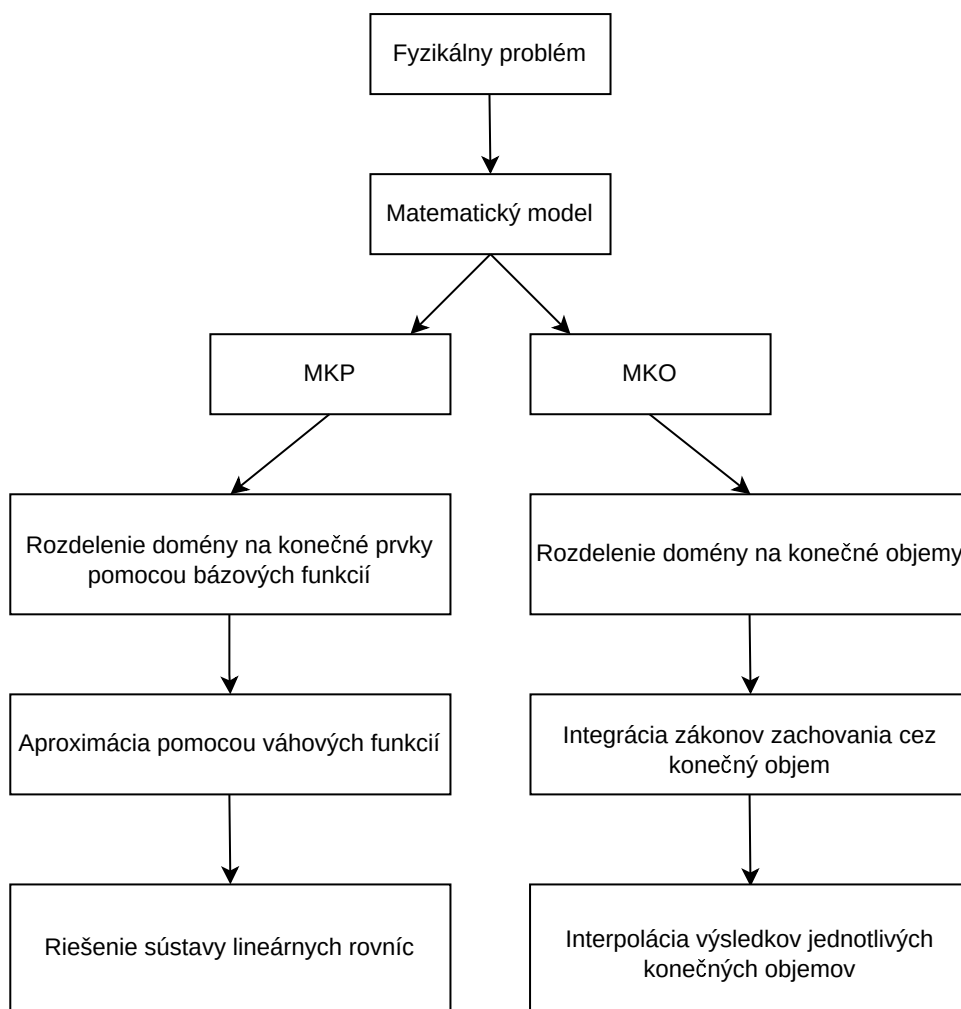 Fyzikálny problém
Matematický model
MKP
MKO
Rozdelenie domény na konečné prvky
pomocou bázových funkcií
Rozdelenie domény na konečné objemy
Aproximácia pomocou váhových funkcií
Integrácia zákonov zachovania cez
konečný objem
Riešenie sústavy lineárnych rovníc
Interpolácia výsledkov jednotlivých
konečných objemov